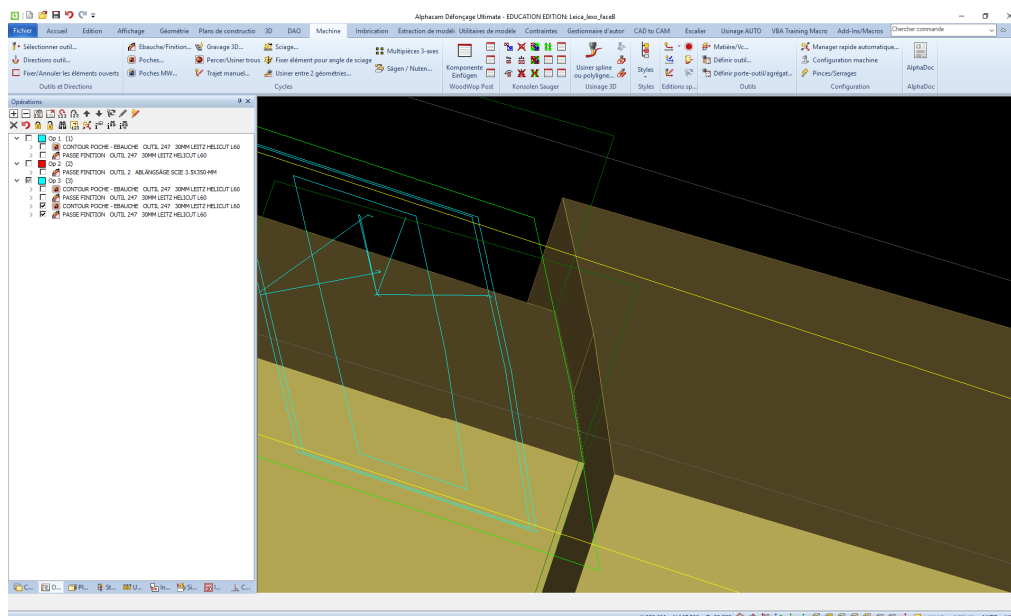 Alphacam Défonçage Ultimate - EDUCATION EDITION: Leica_lexo_faceB
Fichier Accueil Edition Affichage Géométrie Plans de constructio 3D DAO Machine Imbrication Extraction de modèl Utilitaires de modèle Contraintes Gestionnaire d'autor CAD to CAM Escalier Usinage AUTO VBA Training Macro Add-Ins/Macros Chercher commande
Sélectionner outil...
Directions outil...
Fixer/Annuler les éléments ouverts
Outils et Directions
Ebauche/Finition... Gravage 3D... Sciage...
Poches... Percer/Usiner trous Fixer élément pour angle de sciage
Poches MW... Trajet manuel... Usiner entre 2 géométries...
Multipièces 3-axes
Sägen / Nuten...
Cycles
Komponente
Einfügen
WoodWop Post
Konsolen Sauger
Usiner spline
ou polyligne...
Usinage 3D
Styles
Styles
Editions sp...
Matière/Vc...
Définir outil...
Définir porte-outil/agrégat...
Outils
Manager rapide automatique...
Configuration machine
Pinces/Serrages
Configuration
AlphaDoc
AlphaDoc
Opérations
Op 1 (1)
CONTOUR POCHE - EBAUCHE OUTIL 247 30MM LEITZ HELICUT L60
PASSE FINITION OUTIL 247 30MM LEITZ HELICUT L60
Op 2 (2)
PASSE FINITION OUTIL 2 ABLÄNGSÄGE SCIE 3.5X350-MM
Op 3 (3)
CONTOUR POCHE - EBAUCHE OUTIL 247 30MM LEITZ HELICUT L60
PASSE FINITION OUTIL 247 30MM LEITZ HELICUT L60
CONTOUR POCHE - EBAUCHE OUTIL 247 30MM LEITZ HELICUT L60
PASSE FINITION OUTIL 247 30MM LEITZ HELICUT L60
C... O... Pl... St... U... In... Si... I... C...